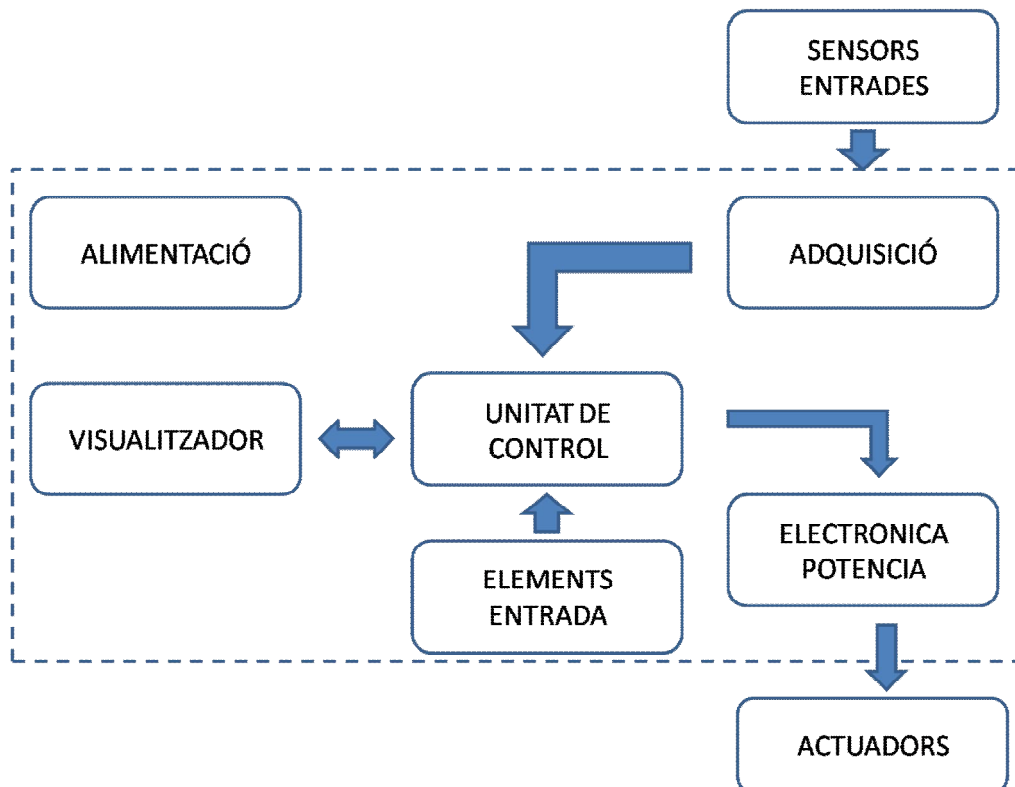 SENSORS
ENTRADES
ALIMENTACIÓ
ADQUISICIÓ
VISUALITZADOR
UNITAT DE
CONTROL
ELEMENTS
ENTRADA
ELECTRONICA
POTENCIA
ACTUADORS